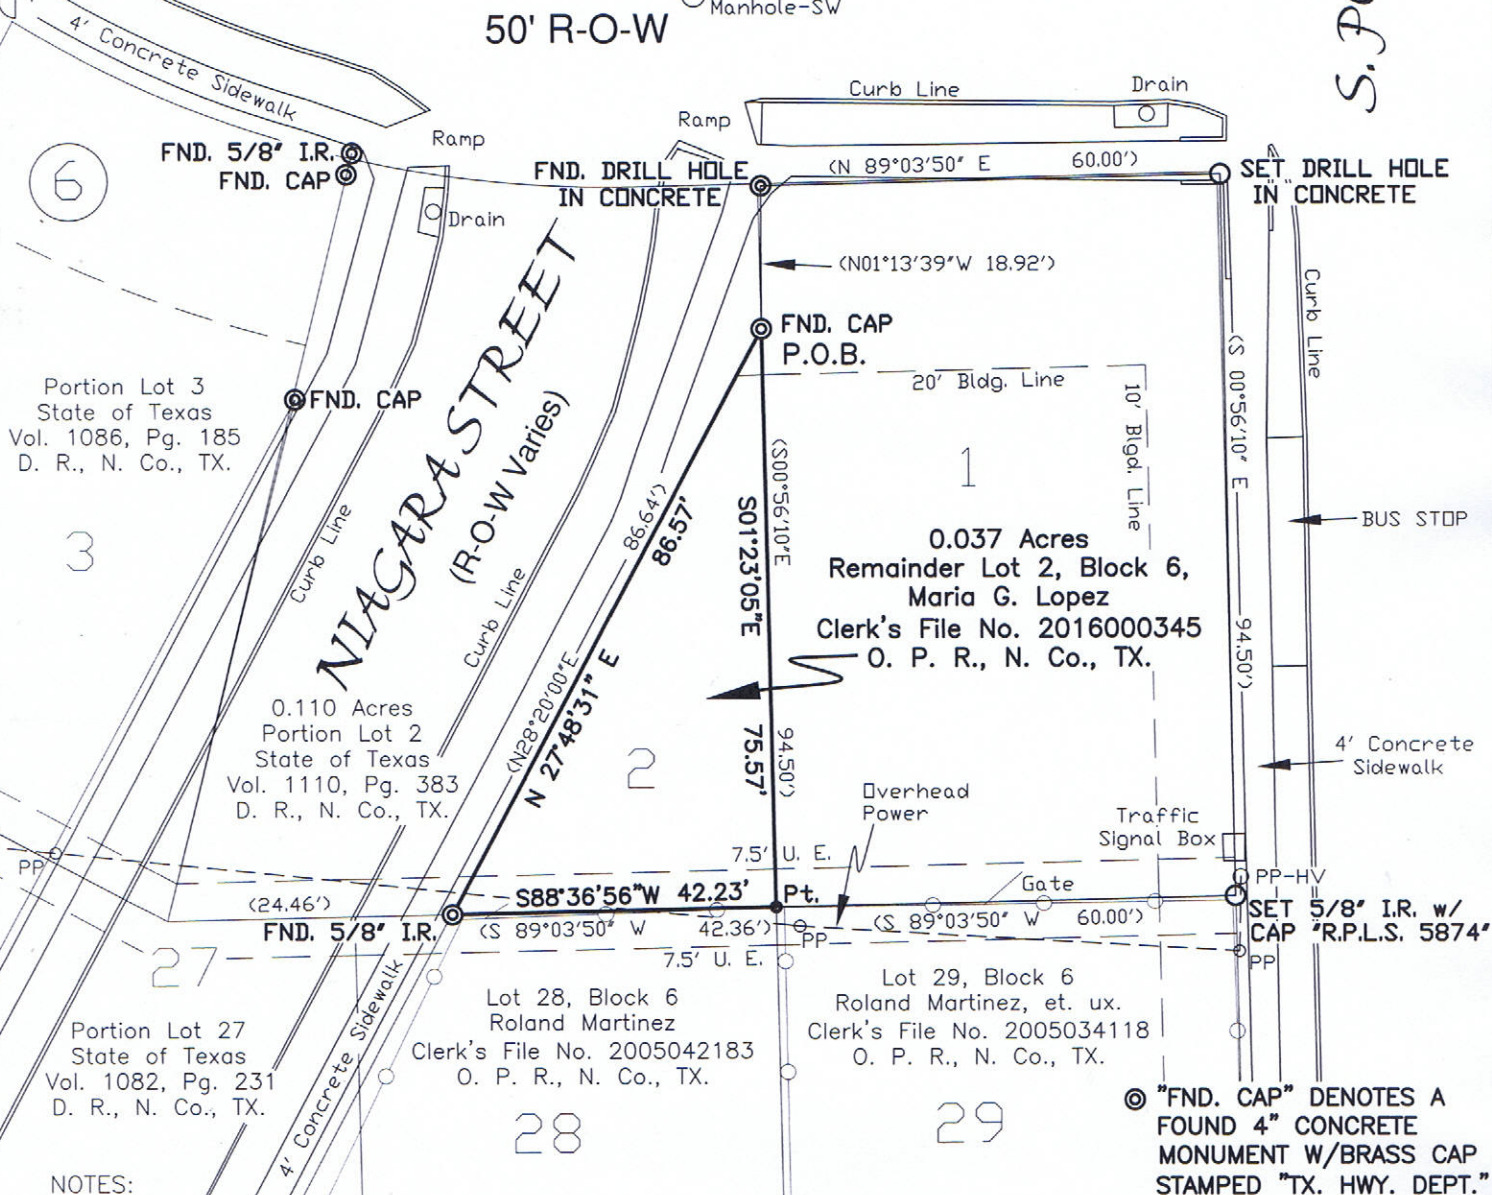 Manhole-SW
50' R-O-W
4' Concrete Sidewalk
Curb Line
Drain
Ramp
Ramp
6
FND. 5/8" I.R.
FND. CAP
FND. DRILL HOLE
IN CONCRETE
(N 89°03'50" E 60.00')
SET DRILL HOLE
IN CONCRETE
Drain
(N01°13'39"W 18.92')
Curb Line
FND. CAP
P.O.B.
NIAGARA STREET
(R-O-W Varies)
20' Bldg. Line
10' Blgd. Line
(S 00°56'10" E 94.50')
Portion Lot 3
State of Texas
Vol. 1086, Pg. 185
D. R., N. Co., TX.
FND. CAP
3
Curb Line
Curb Line
86.64')
86.57'
(N28°20'00"E
N 27°48'31" E
(S00°56'10"E
94.50')
S01°23'05"E
75.57'
1
BUS STOP
0.037 Acres
Remainder Lot 2, Block 6,
Maria G. Lopez
Clerk's File No. 2016000345
O. P. R., N. Co., TX.
0.110 Acres
Portion Lot 2
State of Texas
Vol. 1110, Pg. 383
D. R., N. Co., TX.
2
Overhead
Power
4' Concrete
Sidewalk
Traffic
Signal Box
PP
7.5' U. E.
Gate
PP-HV
(24.46')
S88°36'56"W 42.23'
Pt.
FND. 5/8" I.R.
(S 89°03'50" W 42.36')
PP
(S 89°03'50" W 60.00')
SET 5/8" I.R. w/
CAP "R.P.L.S. 5874"
PP
7.5' U. E.
27
Portion Lot 27
State of Texas
Vol. 1082, Pg. 231
D. R., N. Co., TX.
4' Concrete Sidewalk
Lot 28, Block 6
Roland Martinez
Clerk's File No. 2005042183
O. P. R., N. Co., TX.
28
Lot 29, Block 6
Roland Martinez, et. ux.
Clerk's File No. 2005034118
O. P. R., N. Co., TX.
29
"FND. CAP" DENOTES A
FOUND 4" CONCRETE
MONUMENT W/BRASS CAP
STAMPED "TX. HWY. DEPT."
NOTES: